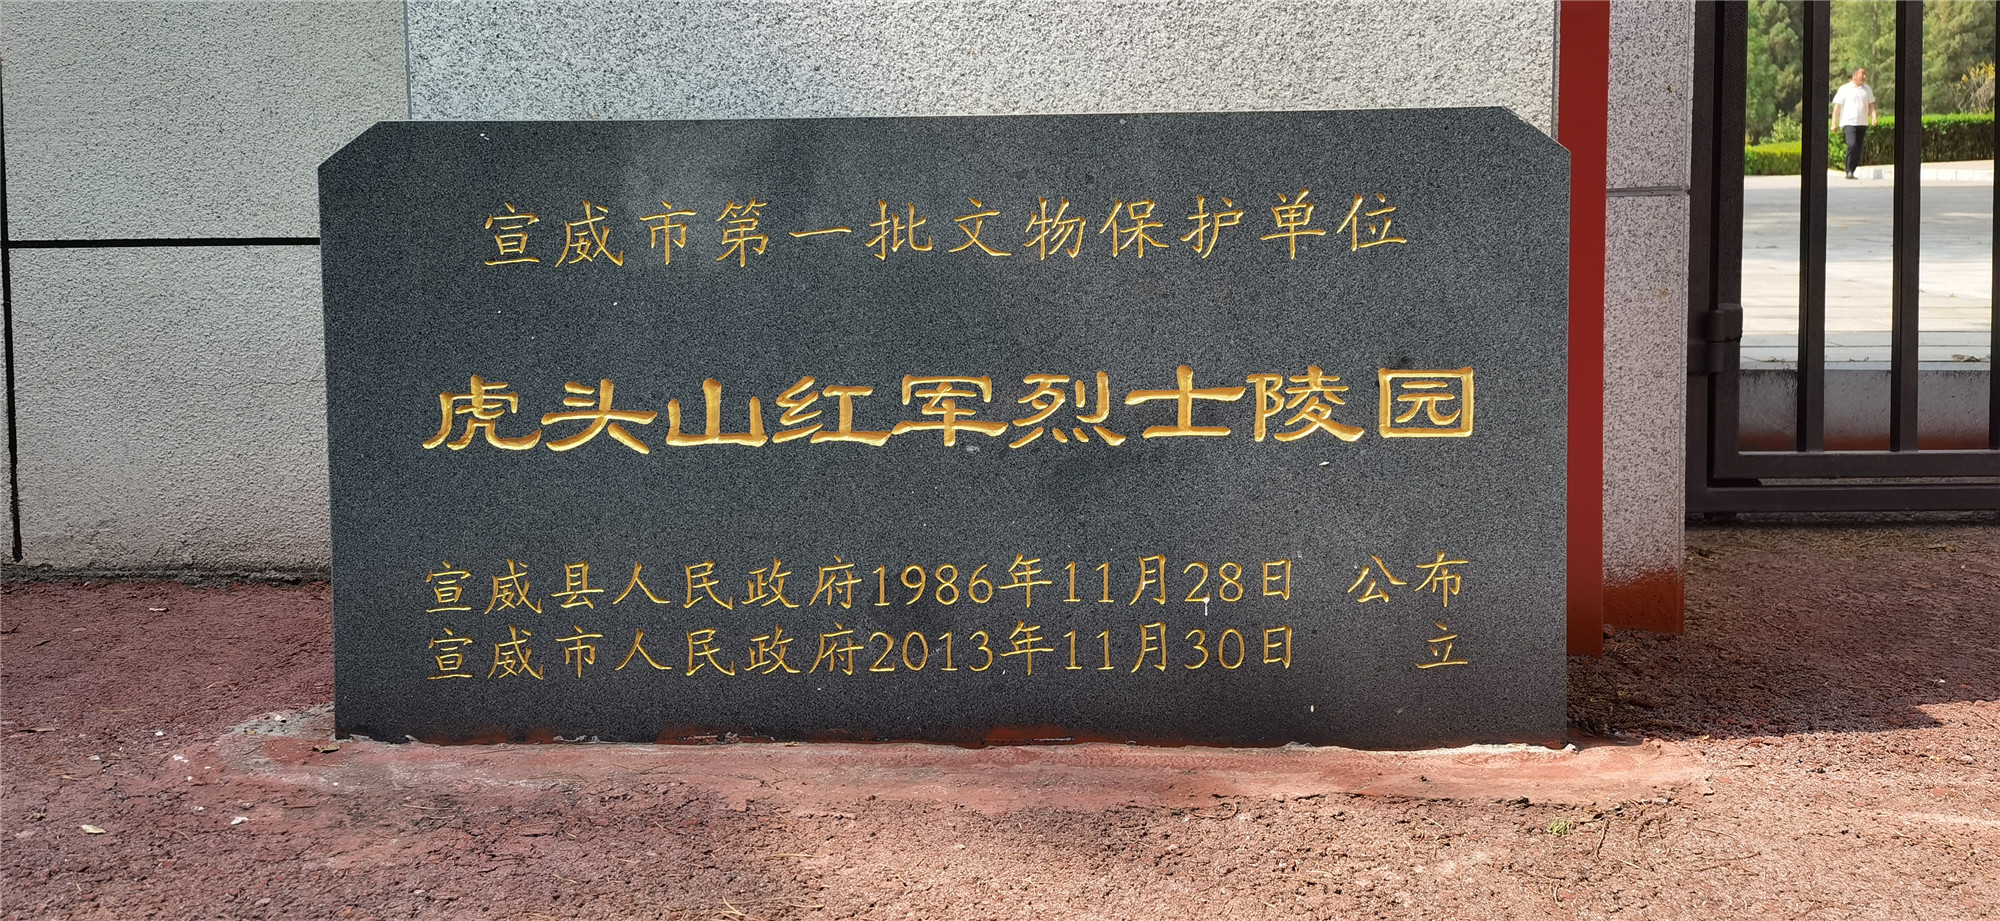 宣威市第一批文物保护单位
虎头山红军烈士陵园
宣威县人民政府1986年11月28日 公布
宣威市人民政府2013年11月30日 立